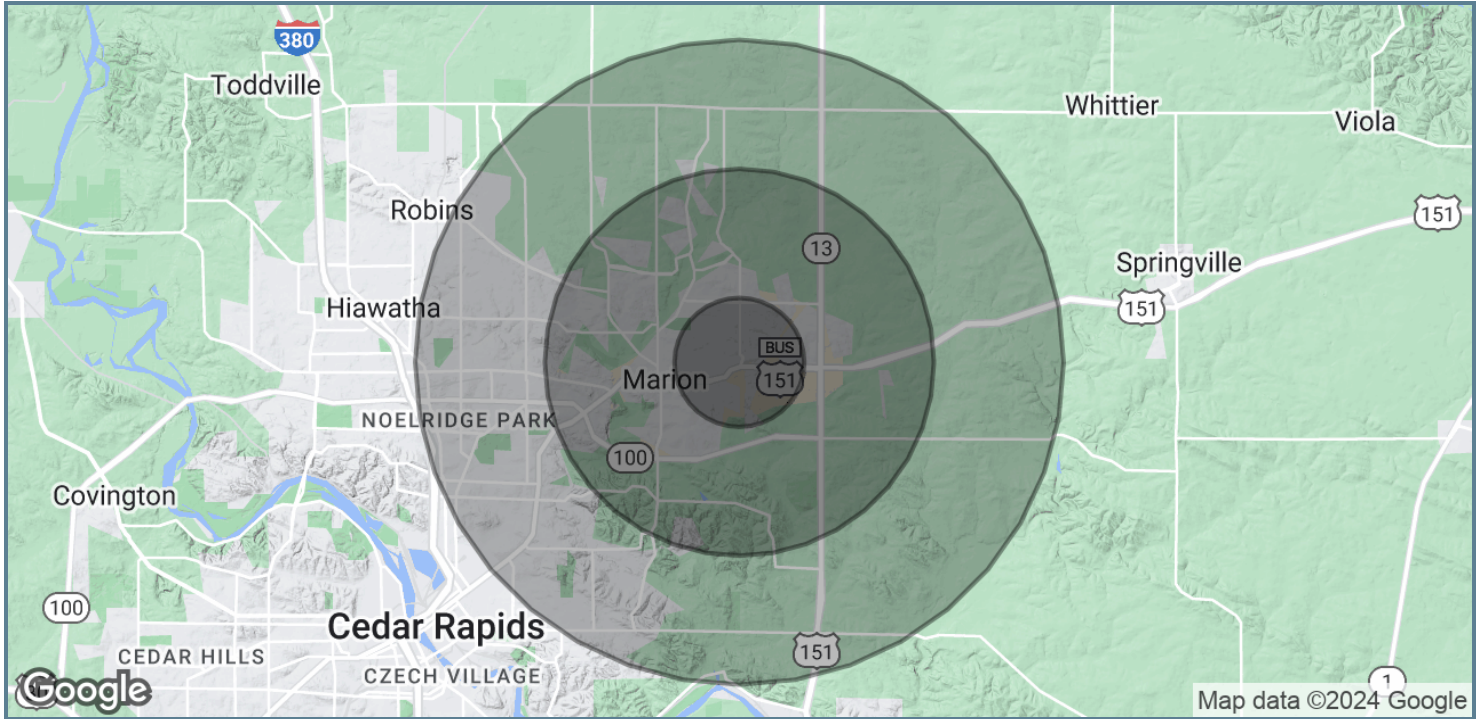 380
Toddville
Whittier
Viola
Robins
151
13
Springville
151
Hiawatha
BUS
151
Marion
NOELRIDGE PARK
100
Covington
100
Cedar Rapids
151
CEDAR HILLS
CZECH VILLAGE
1
Google
Map data ©2024 Google